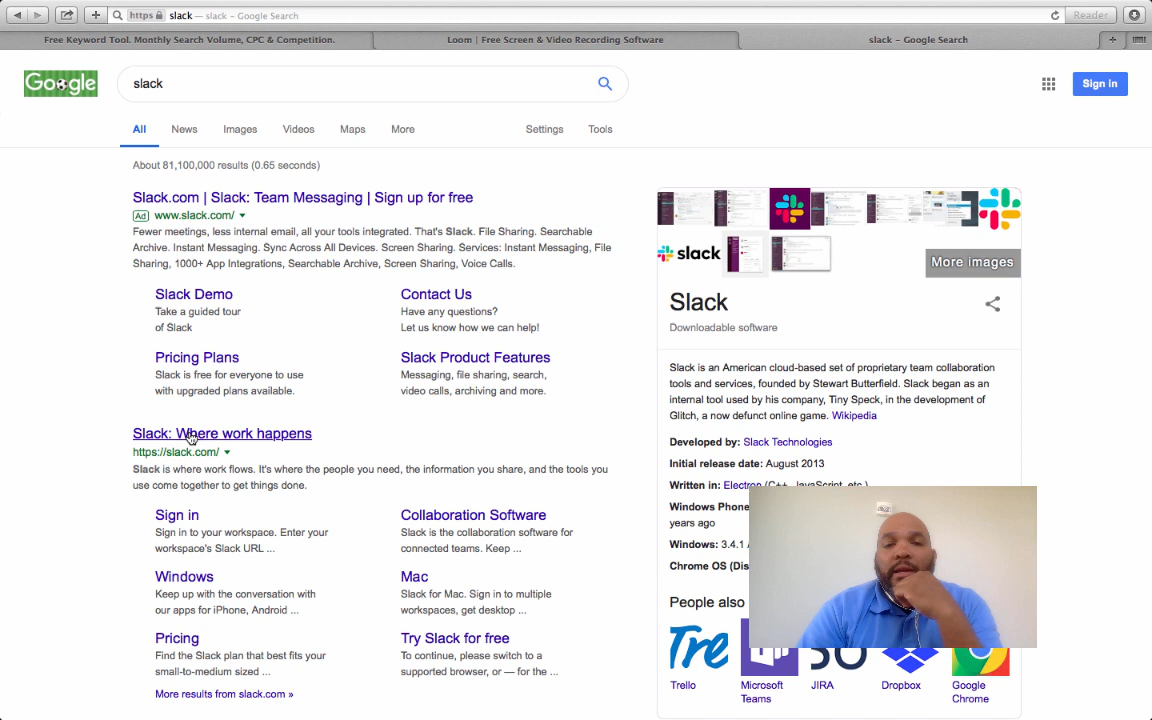 https slack — slack – Google Search
Reader
Free Keyword Tool. Monthly Search Volume, CPC & Competition.
Loom | Free Screen & Video Recording Software
slack – Google Search
Google
slack
Sign in
All
News
Images
Videos
Maps
More
Settings
Tools
About 81,100,000 results (0.65 seconds)
Slack.com | Slack: Team Messaging | Sign up for free
Ad www.slack.com/
Fewer meetings, less internal email, all your tools integrated. That's Slack. File Sharing. Searchable
Archive. Instant Messaging. Sync Across All Devices. Screen Sharing. Services: Instant Messaging, File
Sharing, 1000+ App Integrations, Searchable Archive, Screen Sharing, Voice Calls.
Slack Demo
Take a guided tour
of Slack
Contact Us
Have any questions?
Let us know how we can help!
Pricing Plans
Slack is free for everyone to use
with upgraded plans available.
Slack Product Features
Messaging, file sharing, search,
video calls, archiving and more.
Slack: Where work happens
https://slack.com/
Slack is where work flows. It's where the people you need, the information you share, and the tools you
use come together to get things done.
Sign in
Sign in to your workspace. Enter your
workspace's Slack URL ...
Collaboration Software
Slack is the collaboration software for
connected teams. Keep ...
Windows
Keep up with the conversation with
our apps for iPhone, Android ...
Mac
Slack for Mac. Sign in to multiple
workspaces, get desktop ...
Pricing
Find the Slack plan that best fits your
small-to-medium sized ...
Try Slack for free
To continue, please switch to a
supported browser, or — for the ...
More results from slack.com »
slack
More images
Slack
Downloadable software
Slack is an American cloud-based set of proprietary team collaboration
tools and services, founded by Stewart Butterfield. Slack began as an
internal tool used by his company, Tiny Speck, in the development of
Glitch, a now defunct online game. Wikipedia
Developed by: Slack Technologies
Initial release date: August 2013
Written in: Electron (C++, JavaScript, etc.)
Windows Phone
years ago
Windows: 3.4.1
Chrome OS (Dis
People also
Tre
Trello
Microsoft
Teams
JIRA
Dropbox
Google
Chrome